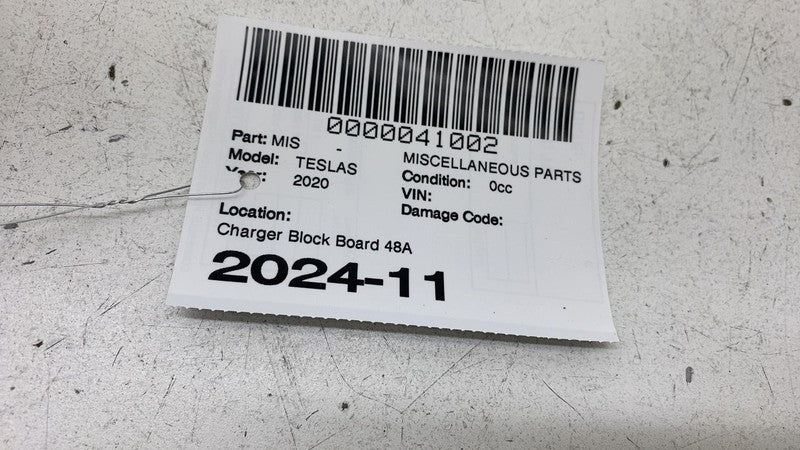 0000041002
Part: MIS - MISCELLANEOUS PARTS
Model: TESLAS Condition: 0cc
Year: 2020 VIN:
Damage Code:
Location:
Charger Block Board 48A
2024-11